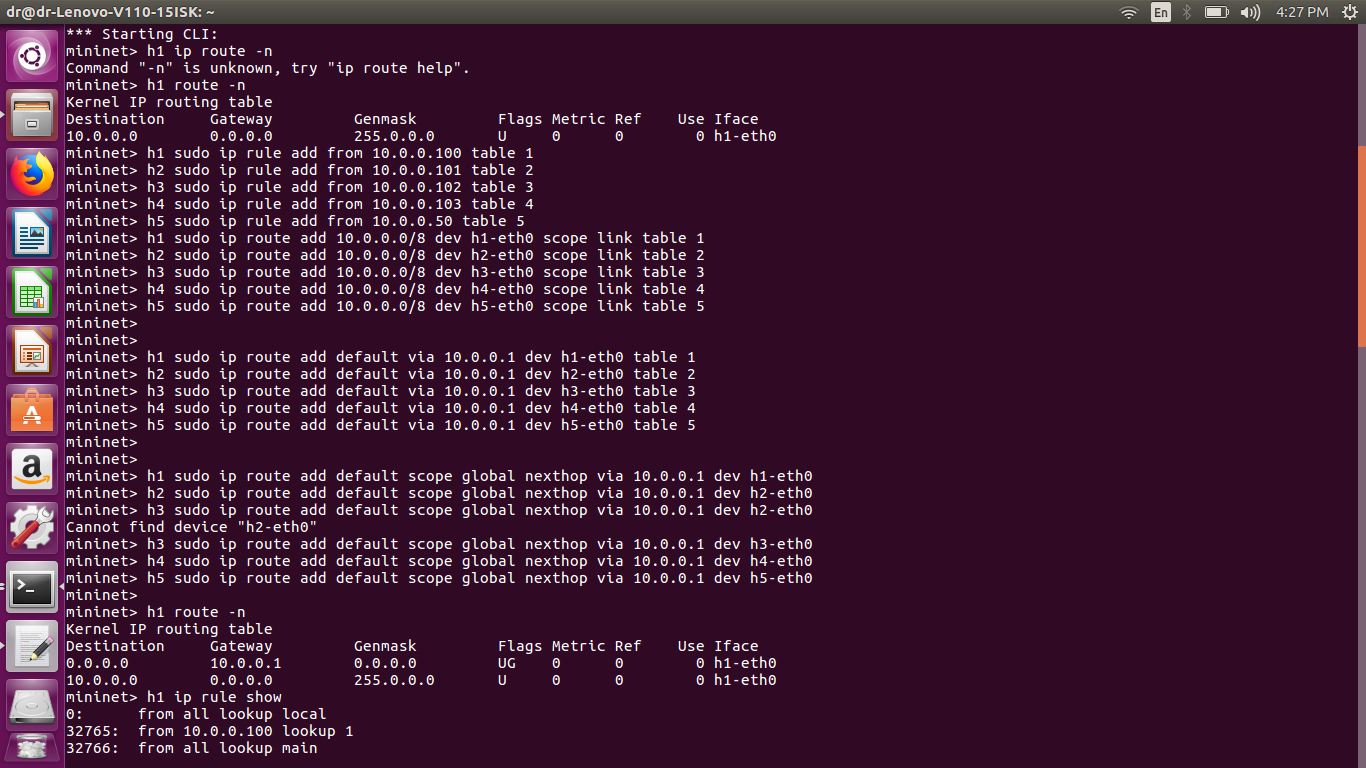 dr@dr-Lenovo-V110-15ISK: ~
En
4:27 PM
*** Starting CLI:
mininet> h1 ip route -n
Command "-n" is unknown, try "ip route help".
mininet> h1 route -n
Kernel IP routing table
Destination     Gateway         Genmask         Flags Metric Ref    Use Iface
10.0.0.0        0.0.0.0         255.0.0.0       U     0      0        0 h1-eth0
mininet> h1 sudo ip rule add from 10.0.0.100 table 1
mininet> h2 sudo ip rule add from 10.0.0.101 table 2
mininet> h3 sudo ip rule add from 10.0.0.102 table 3
mininet> h4 sudo ip rule add from 10.0.0.103 table 4
mininet> h5 sudo ip rule add from 10.0.0.50 table 5
mininet> h1 sudo ip route add 10.0.0.0/8 dev h1-eth0 scope link table 1
mininet> h2 sudo ip route add 10.0.0.0/8 dev h2-eth0 scope link table 2
mininet> h3 sudo ip route add 10.0.0.0/8 dev h3-eth0 scope link table 3
mininet> h4 sudo ip route add 10.0.0.0/8 dev h4-eth0 scope link table 4
mininet> h5 sudo ip route add 10.0.0.0/8 dev h5-eth0 scope link table 5
mininet>
mininet>
mininet> h1 sudo ip route add default via 10.0.0.1 dev h1-eth0 table 1
mininet> h2 sudo ip route add default via 10.0.0.1 dev h2-eth0 table 2
mininet> h3 sudo ip route add default via 10.0.0.1 dev h3-eth0 table 3
mininet> h4 sudo ip route add default via 10.0.0.1 dev h4-eth0 table 4
mininet> h5 sudo ip route add default via 10.0.0.1 dev h5-eth0 table 5
mininet>
mininet>
mininet> h1 sudo ip route add default scope global nexthop via 10.0.0.1 dev h1-eth0
mininet> h2 sudo ip route add default scope global nexthop via 10.0.0.1 dev h2-eth0
mininet> h3 sudo ip route add default scope global nexthop via 10.0.0.1 dev h2-eth0
Cannot find device "h2-eth0"
mininet> h3 sudo ip route add default scope global nexthop via 10.0.0.1 dev h3-eth0
mininet> h4 sudo ip route add default scope global nexthop via 10.0.0.1 dev h4-eth0
mininet> h5 sudo ip route add default scope global nexthop via 10.0.0.1 dev h5-eth0
mininet>
mininet> h1 route -n
Kernel IP routing table
Destination     Gateway         Genmask         Flags Metric Ref    Use Iface
0.0.0.0         10.0.0.1        0.0.0.0         UG    0      0        0 h1-eth0
10.0.0.0        0.0.0.0         255.0.0.0       U     0      0        0 h1-eth0
mininet> h1 ip rule show
0:      from all lookup local
32765:  from 10.0.0.100 lookup 1
32766:  from all lookup main